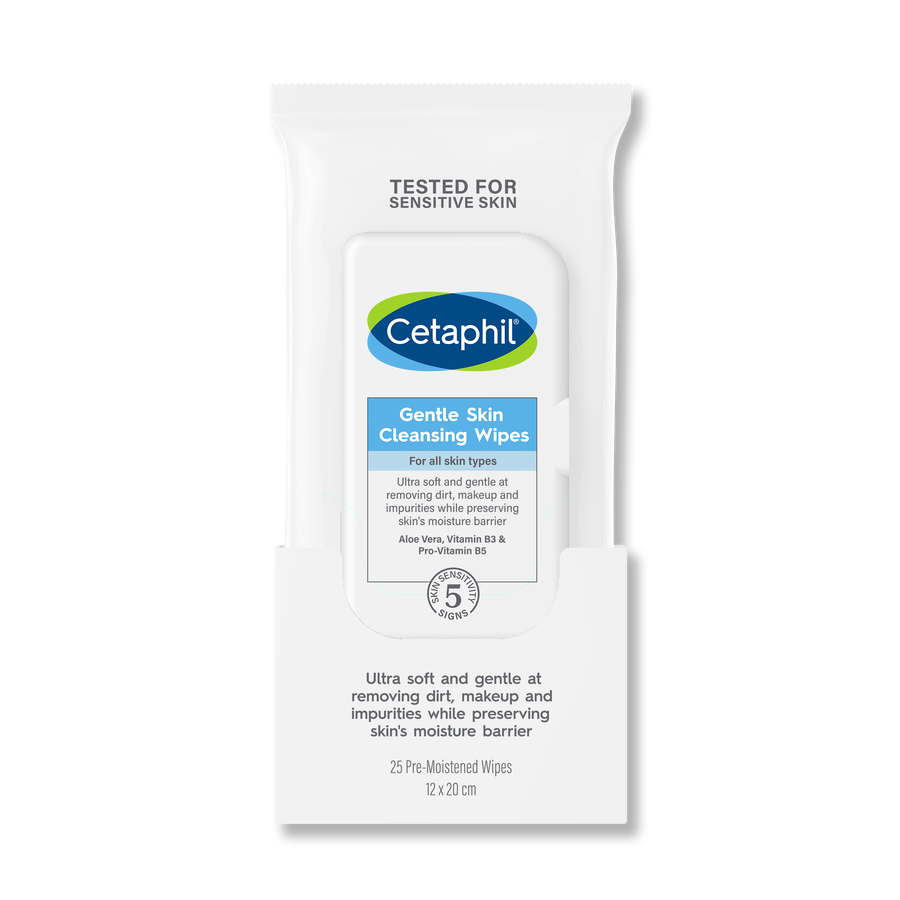 TESTED FOR
SENSITIVE SKIN
Cetaphil®
Gentle Skin
Cleansing Wipes
For all skin types
Ultra soft and gentle at
removing dirt, makeup and
impurities while preserving
skin's moisture barrier
Aloe Vera, Vitamin B3 &
Pro-Vitamin B5
SKIN SENSITIVITY
5
SIGNS
Ultra soft and gentle at
removing dirt, makeup and
impurities while preserving
skin's moisture barrier
25 Pre-Moistened Wipes
12 x 20 cm